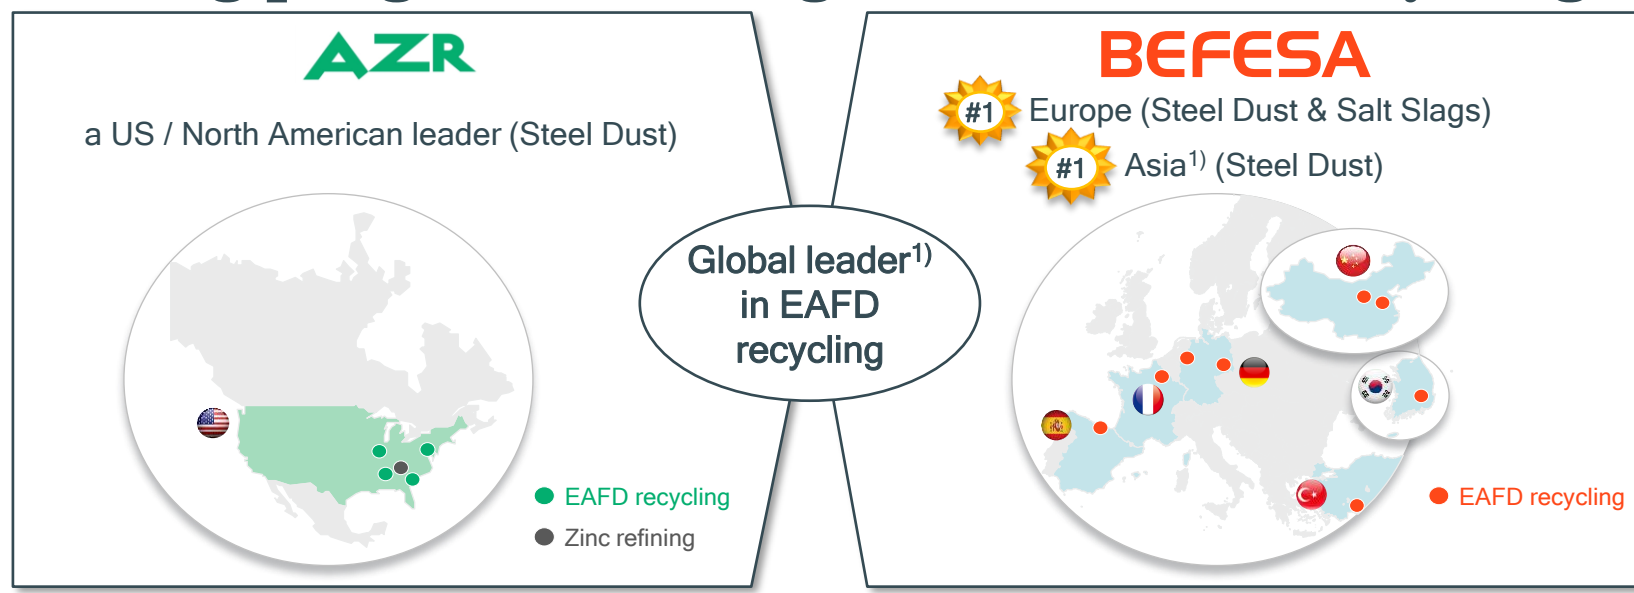 AZR
a US / North American leader (Steel Dust)
EAFD recycling
Zinc refining
Global leader1)
in EAFD
recycling
BEFESA
#1 Europe (Steel Dust & Salt Slags)
#1 Asia1) (Steel Dust)
EAFD recycling